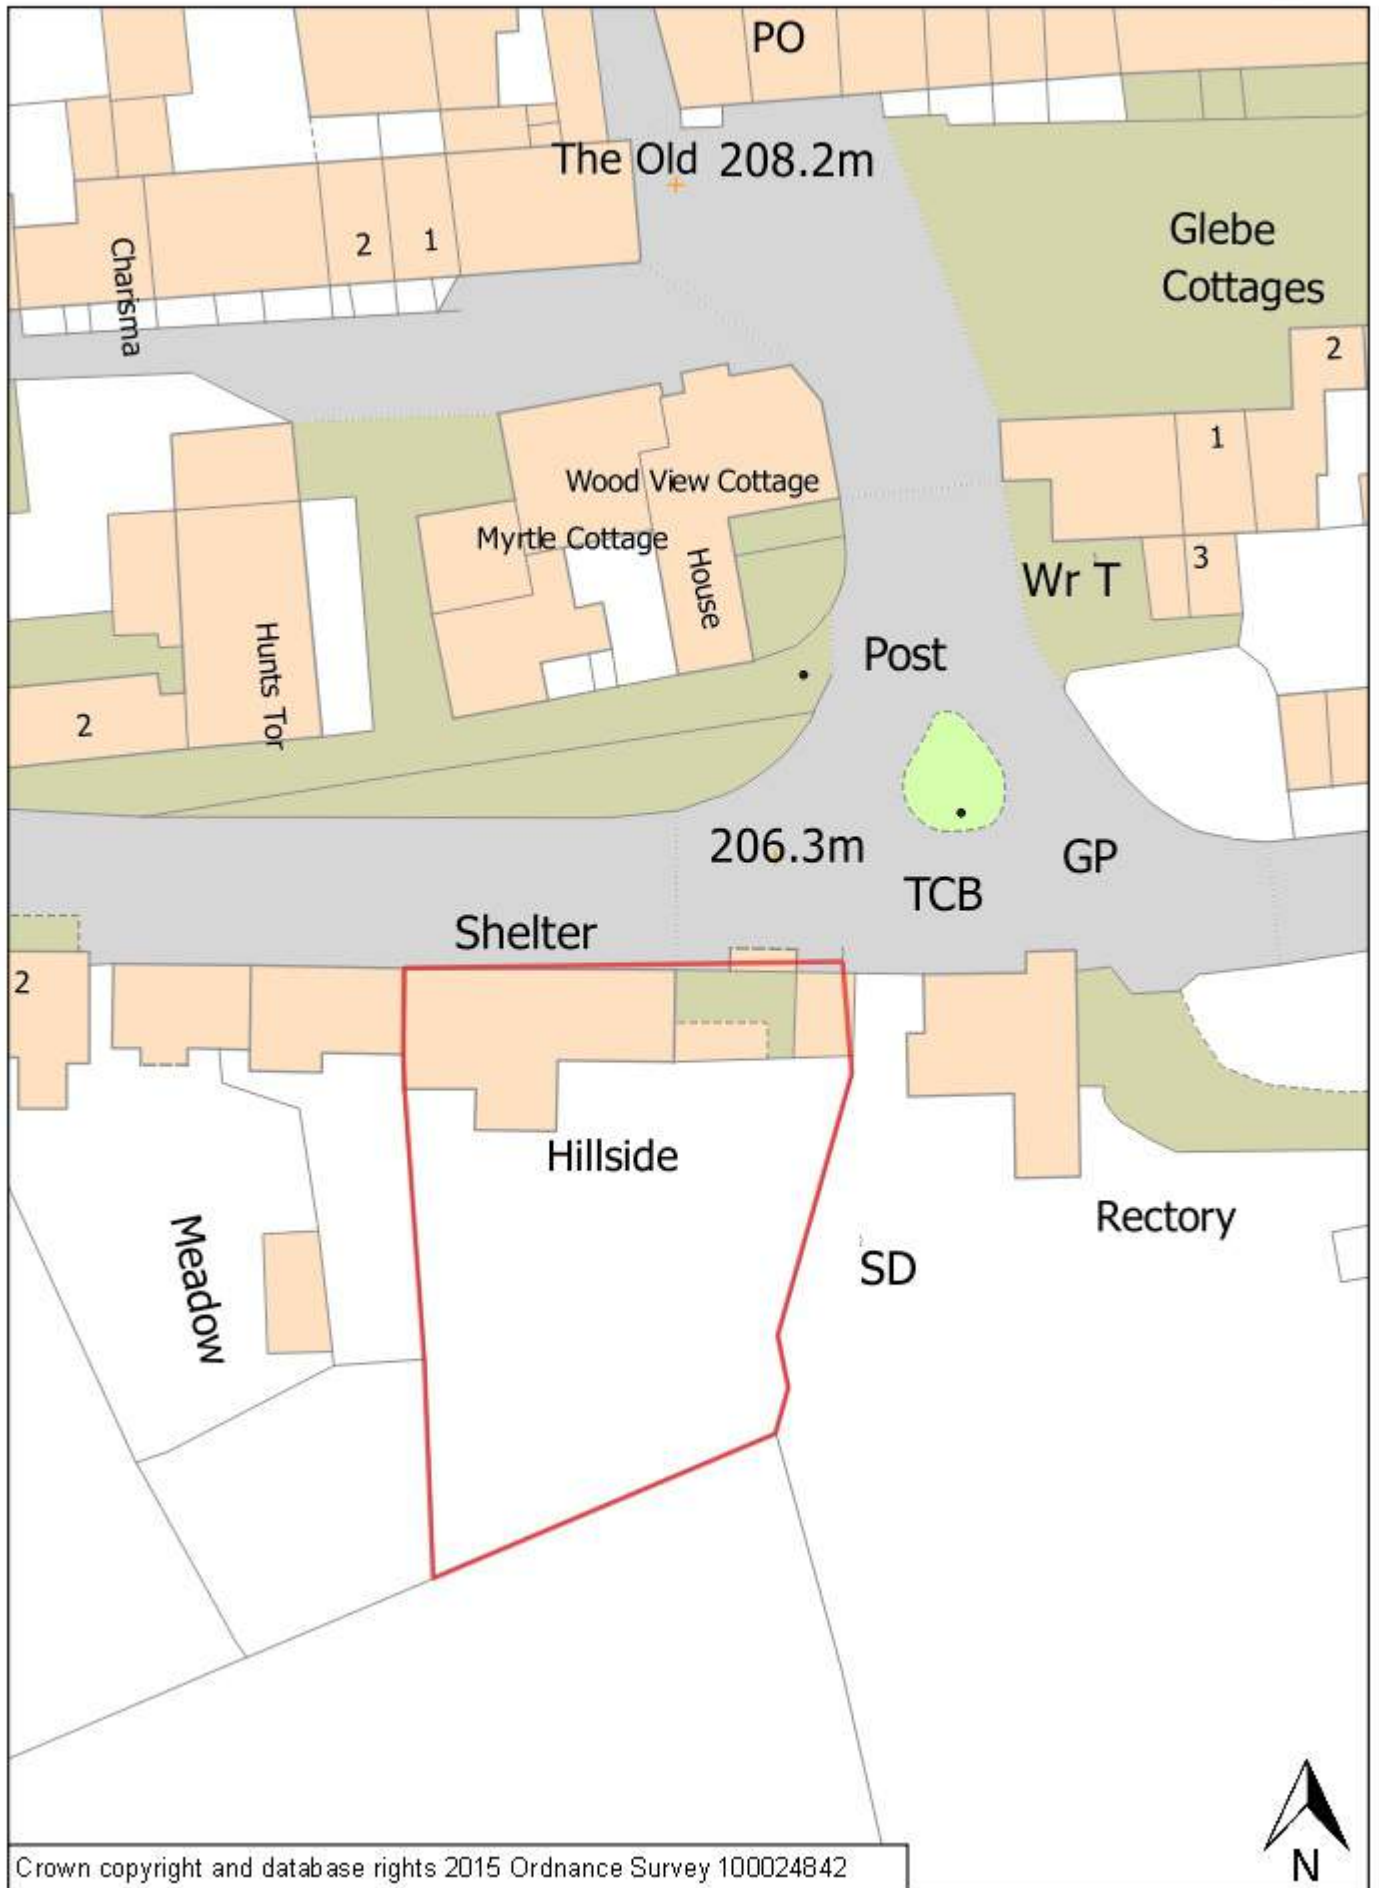 PO
The Old
208.2m
Glebe
Cottages
Charisma
2
1
2
1
Wood View Cottage
Myrtle Cottage
House
3
Wr T
Post
Hunts Tor
2
206.3m
GP
TCB
Shelter
2
Hillside
Meadow
SD
Rectory
N
Crown copyright and database rights 2015 Ordnance Survey 100024842